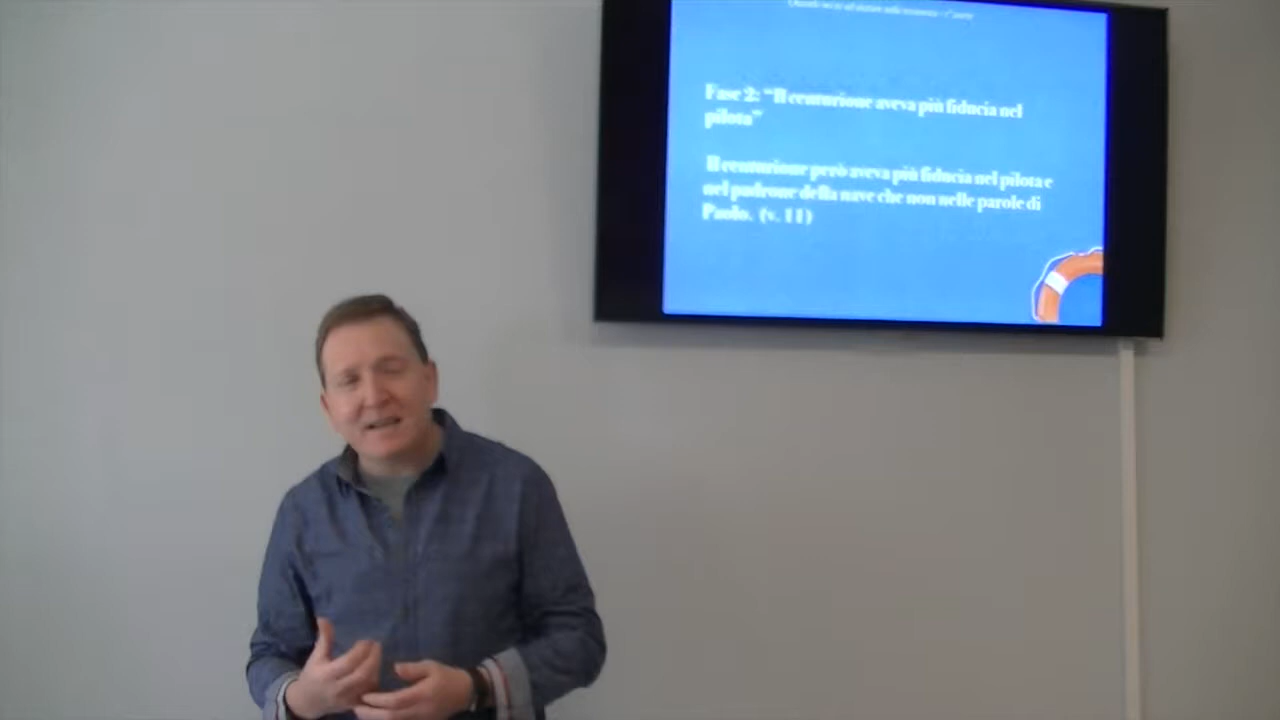 Fase 2: "Il centurione aveva più fiducia nel
pilota"
Il centurione però aveva più fiducia nel pilota e
nel padrone della nave che non nelle parole di
Paolo. (v. 11)